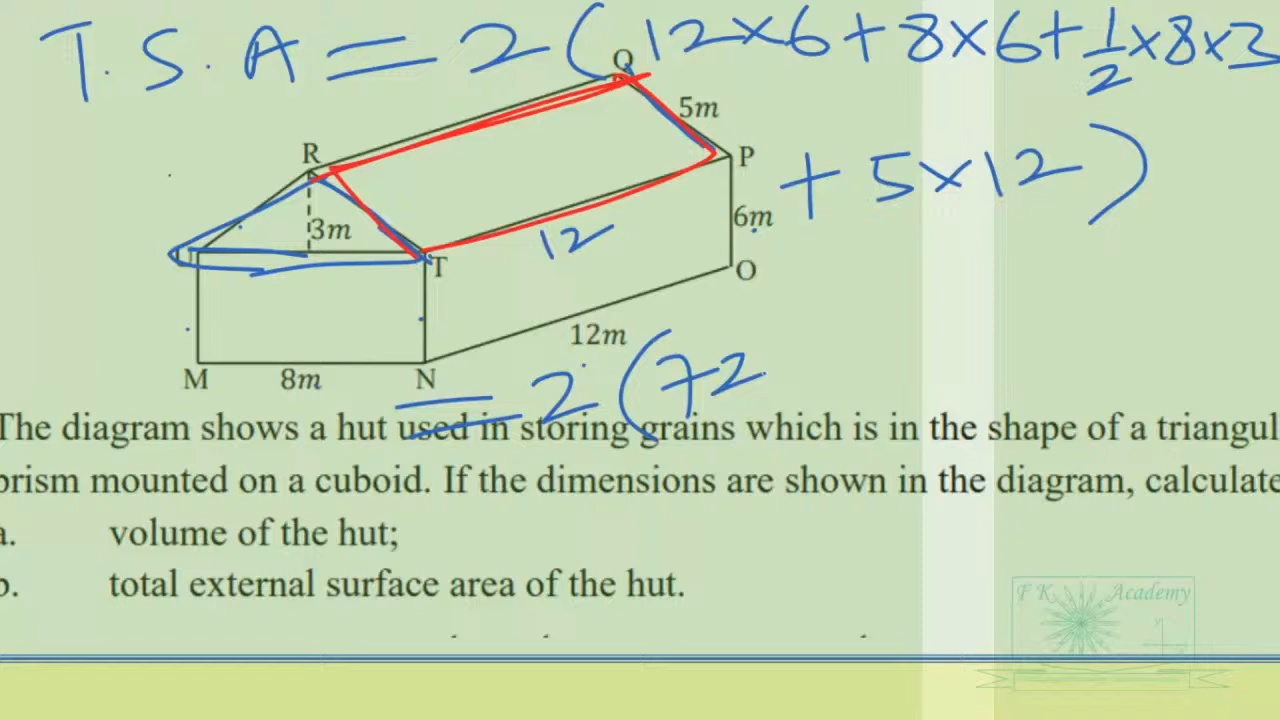 T.S.A = 2(12×6+8×6+1/2×8×3
+5×12)
Q
5m
R
P
3m
6m
12
T
O
12m
M
8m
N
= 2(72
The diagram shows a hut used in storing grains which is in the shape of a triangul
prism mounted on a cuboid. If the dimensions are shown in the diagram, calculate
a. volume of the hut;
b. total external surface area of the hut.
F K Academy